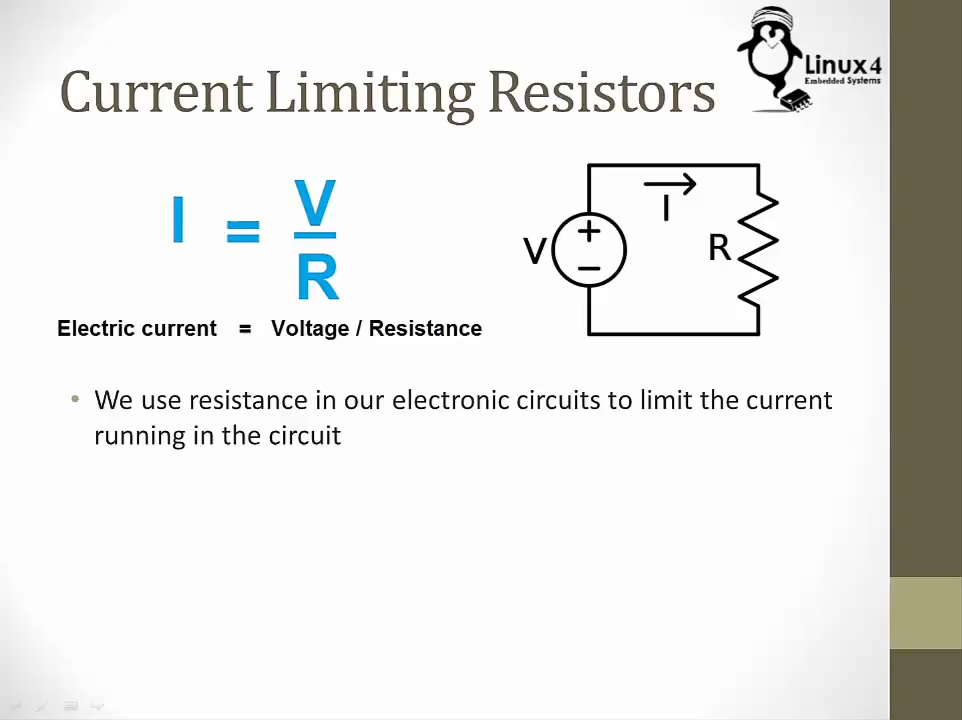 Linux4
Embedded Systems
Current Limiting Resistors
I = V
R
Electric current = Voltage / Resistance
V
+
−
I
R
• We use resistance in our electronic circuits to limit the current
running in the circuit